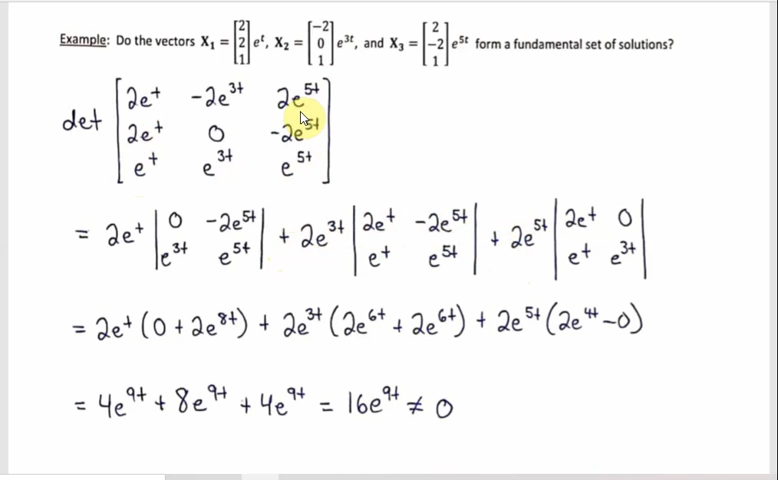 Example: Do the vectors X₁ = [2 2 1] eᵗ, X₂ = [−2 0 1] e³ᵗ, and X₃ = [2 −2 1] e⁵ᵗ form a fundamental set of solutions?
det [2eᵗ −2e³ᵗ 2e⁵ᵗ
2eᵗ 0 −2e⁵ᵗ
eᵗ e³ᵗ e⁵ᵗ]
= 2eᵗ |0 −2e⁵ᵗ; e³ᵗ e⁵ᵗ| + 2e³ᵗ |2eᵗ −2e⁵ᵗ; eᵗ e⁵ᵗ| + 2e⁵ᵗ |2eᵗ 0; eᵗ e³ᵗ|
= 2eᵗ (0 + 2e⁸ᵗ) + 2e³ᵗ (2e⁶ᵗ + 2e⁶ᵗ) + 2e⁵ᵗ (2e⁴ᵗ − 0)
= 4e⁹ᵗ + 8e⁹ᵗ + 4e⁹ᵗ = 16e⁹ᵗ ≠ 0